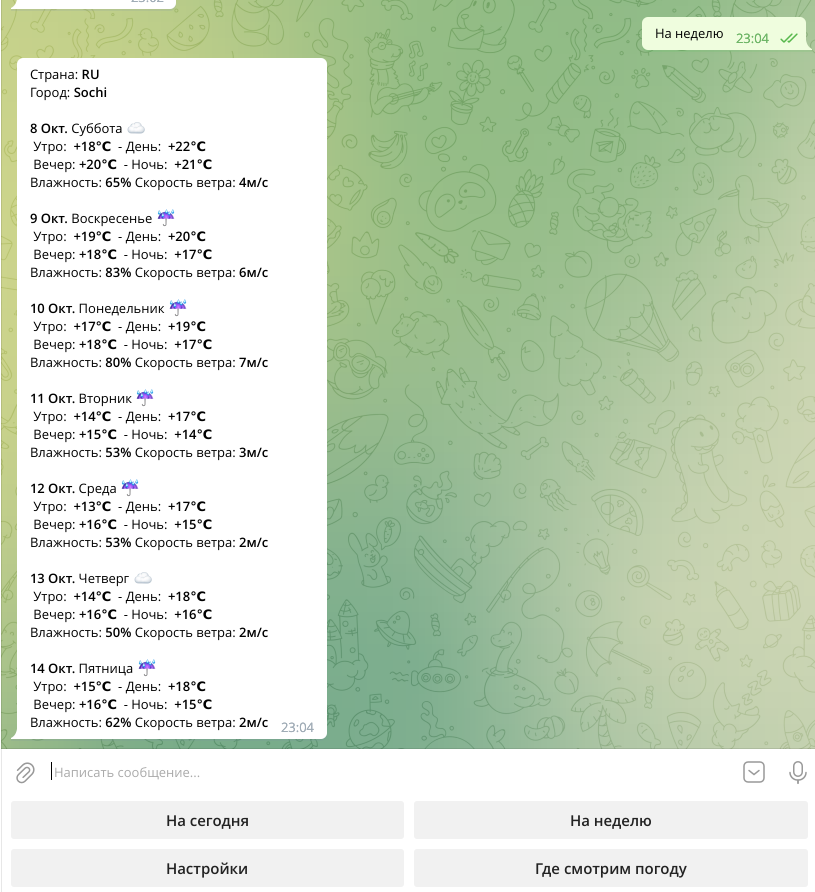 На неделю 23:04
Страна: RU
Город: Sochi
8 Окт. Суббота ☁️
Утро: +18°C - День: +22°C
Вечер: +20°C - Ночь: +21°C
Влажность: 65% Скорость ветра: 4м/с
9 Окт. Воскресенье ☔
Утро: +19°C - День: +20°C
Вечер: +18°C - Ночь: +17°C
Влажность: 83% Скорость ветра: 6м/с
10 Окт. Понедельник ☔
Утро: +17°C - День: +19°C
Вечер: +18°C - Ночь: +17°C
Влажность: 80% Скорость ветра: 7м/с
11 Окт. Вторник ☔
Утро: +14°C - День: +17°C
Вечер: +15°C - Ночь: +14°C
Влажность: 53% Скорость ветра: 3м/с
12 Окт. Среда ☔
Утро: +13°C - День: +17°C
Вечер: +16°C - Ночь: +15°C
Влажность: 53% Скорость ветра: 2м/с
13 Окт. Четверг ☁️
Утро: +14°C - День: +18°C
Вечер: +16°C - Ночь: +16°C
Влажность: 50% Скорость ветра: 2м/с
14 Окт. Пятница ☔
Утро: +15°C - День: +18°C
Вечер: +16°C - Ночь: +15°C
Влажность: 62% Скорость ветра: 2м/с 23:04
Написать сообщение...
На сегодня
На неделю
Настройки
Где смотрим погоду